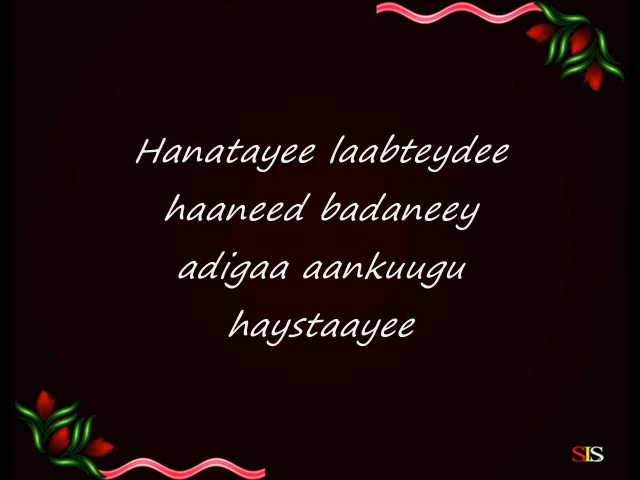 Hanatayee laabteydee
haaneed badaneey
adigaa aankuugu
haystaayee
SIS